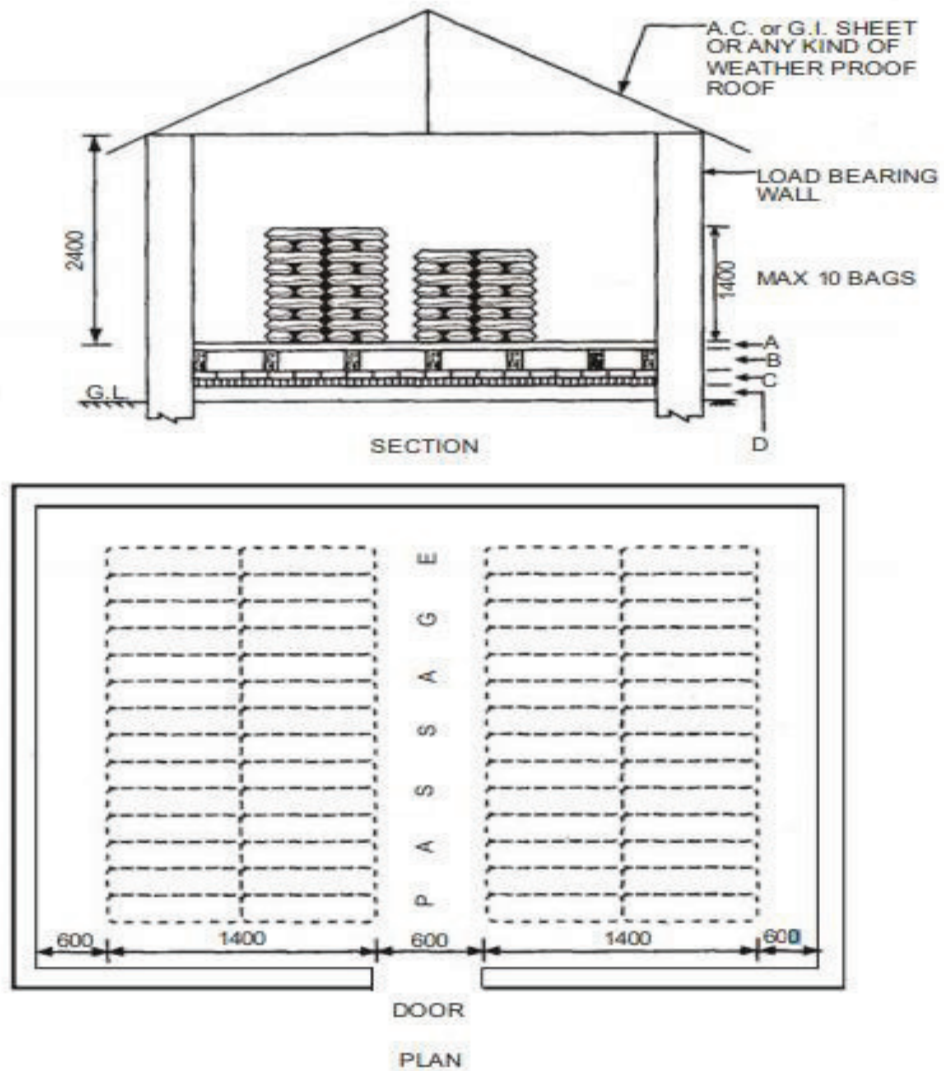 A.C. or G.I. SHEET
OR ANY KIND OF
WEATHER PROOF
ROOF
LOAD BEARING
WALL
2400
1400
MAX 10 BAGS
A
B
C
D
G.L.
SECTION
P A S S S A G E
600
1400
600
1400
600
DOOR
PLAN